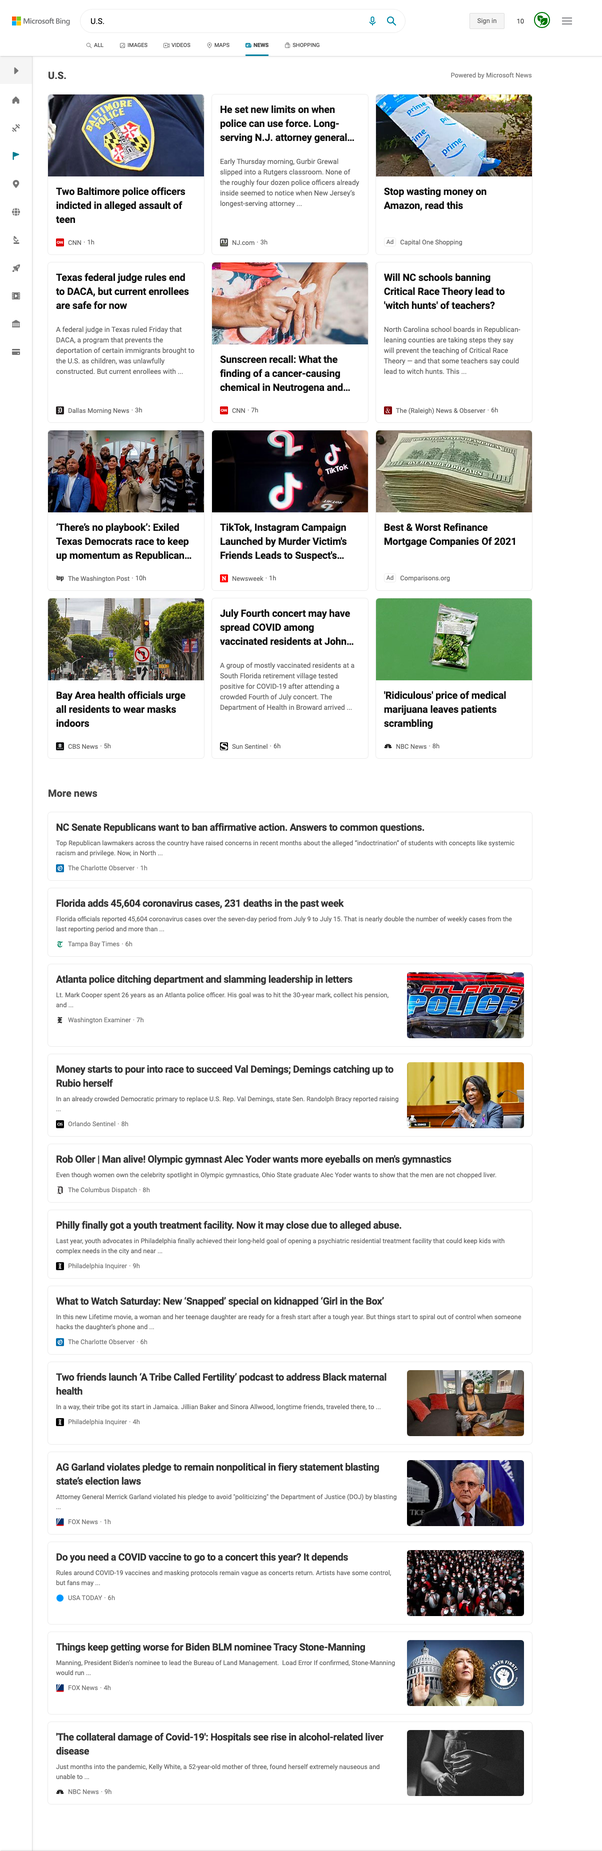 Microsoft Bing
U.S.
Sign in
10
ALL
IMAGES
VIDEOS
MAPS
NEWS
SHOPPING
U.S.
Powered by Microsoft News
BALTIMORE
POLICE
Two Baltimore police officers
indicted in alleged assault of
teen
CNN · 1h
He set new limits on when
police can use force. Long-
serving N.J. attorney general...
Early Thursday morning, Gurbir Grewal
slipped into a Rutgers classroom. None of
the roughly four dozen police officers already
inside seemed to notice when New Jersey's
longest-serving attorney ...
NJ.com · 3h
prime
prime
Stop wasting money on
Amazon, read this
Ad Capital One Shopping
Texas federal judge rules end
to DACA, but current enrollees
are safe for now
A federal judge in Texas ruled Friday that
DACA, a program that prevents the
deportation of certain immigrants brought to
the U.S. as children, was unlawfully
constructed. But current enrollees with ...
Dallas Morning News · 3h
Sunscreen recall: What the
finding of a cancer-causing
chemical in Neutrogena and...
CNN · 7h
Will NC schools banning
Critical Race Theory lead to
'witch hunts' of teachers?
North Carolina school boards in Republican-
leaning counties are taking steps they say
will prevent the teaching of Critical Race
Theory — and that some teachers say could
lead to witch hunts. This ...
The (Raleigh) News & Observer · 6h
'There's no playbook': Exiled
Texas Democrats race to keep
up momentum as Republican...
The Washington Post · 10h
TikTok
TikTok, Instagram Campaign
Launched by Murder Victim's
Friends Leads to Suspect's...
Newsweek · 1h
Best & Worst Refinance
Mortgage Companies Of 2021
Ad Comparisons.org
Bay Area health officials urge
all residents to wear masks
indoors
CBS News · 5h
July Fourth concert may have
spread COVID among
vaccinated residents at John...
A group of mostly vaccinated residents at a
South Florida retirement village tested
positive for COVID-19 after attending a
crowded Fourth of July concert. The
Department of Health in Broward arrived ...
Sun Sentinel · 6h
'Ridiculous' price of medical
marijuana leaves patients
scrambling
NBC News · 8h
More news
NC Senate Republicans want to ban affirmative action. Answers to common questions.
Top Republican lawmakers across the country have raised concerns in recent months about the alleged "indoctrination" of students with concepts like systemic
racism and privilege. Now, in North ...
The Charlotte Observer · 1h
Florida adds 45,604 coronavirus cases, 231 deaths in the past week
Florida officials reported 45,604 coronavirus cases over the seven-day period from July 9 to July 15. That is nearly double the number of weekly cases from the
last reporting period and more than ...
Tampa Bay Times · 6h
Atlanta police ditching department and slamming leadership in letters
Lt. Mark Cooper spent 26 years as an Atlanta police officer. His goal was to hit the 30-year mark, collect his pension,
and ...
Washington Examiner · 7h
ATLANTA
POLICE
Money starts to pour into race to succeed Val Demings; Demings catching up to
Rubio herself
In an already crowded Democratic primary to replace U.S. Rep. Val Demings, state Sen. Randolph Bracy reported raising
...
Orlando Sentinel · 8h
Rob Oller | Man alive! Olympic gymnast Alec Yoder wants more eyeballs on men's gymnastics
Even though women own the celebrity spotlight in Olympic gymnastics, Ohio State graduate Alec Yoder wants to show that the men are not chopped liver.
The Columbus Dispatch · 8h
Philly finally got a youth treatment facility. Now it may close due to alleged abuse.
Last year, youth advocates in Philadelphia finally achieved their long-held goal of opening a psychiatric residential treatment facility that could keep kids with
complex needs in the city and near ...
Philadelphia Inquirer · 9h
What to Watch Saturday: New 'Snapped' special on kidnapped 'Girl in the Box'
In this new Lifetime movie, a woman and her teenage daughter are ready for a fresh start after a tough year. But things start to spiral out of control when someone
hacks the daughter's phone and ...
The Charlotte Observer · 6h
Two friends launch 'A Tribe Called Fertility' podcast to address Black maternal
health
In a way, their tribe got its start in Jamaica. Jillian Baker and Sinora Allwood, longtime friends, traveled there, to ...
Philadelphia Inquirer · 4h
AG Garland violates pledge to remain nonpolitical in fiery statement blasting
state's election laws
Attorney General Merrick Garland violated his pledge to avoid "politicizing" the Department of Justice (DOJ) by blasting
...
FOX News · 1h
TICE
Do you need a COVID vaccine to go to a concert this year? It depends
Rules around COVID-19 vaccines and masking protocols remain vague as concerts return. Artists have some control,
but fans may ...
USA TODAY · 6h
Things keep getting worse for Biden BLM nominee Tracy Stone-Manning
Manning, President Biden's nominee to lead the Bureau of Land Management. Load Error If confirmed, Stone-Manning
would run ...
FOX News · 4h
EARTH FIRST!
'The collateral damage of Covid-19': Hospitals see rise in alcohol-related liver
disease
Just months into the pandemic, Kelly White, a 52-year-old mother of three, found herself extremely nauseous and
unable to ...
NBC News · 9h